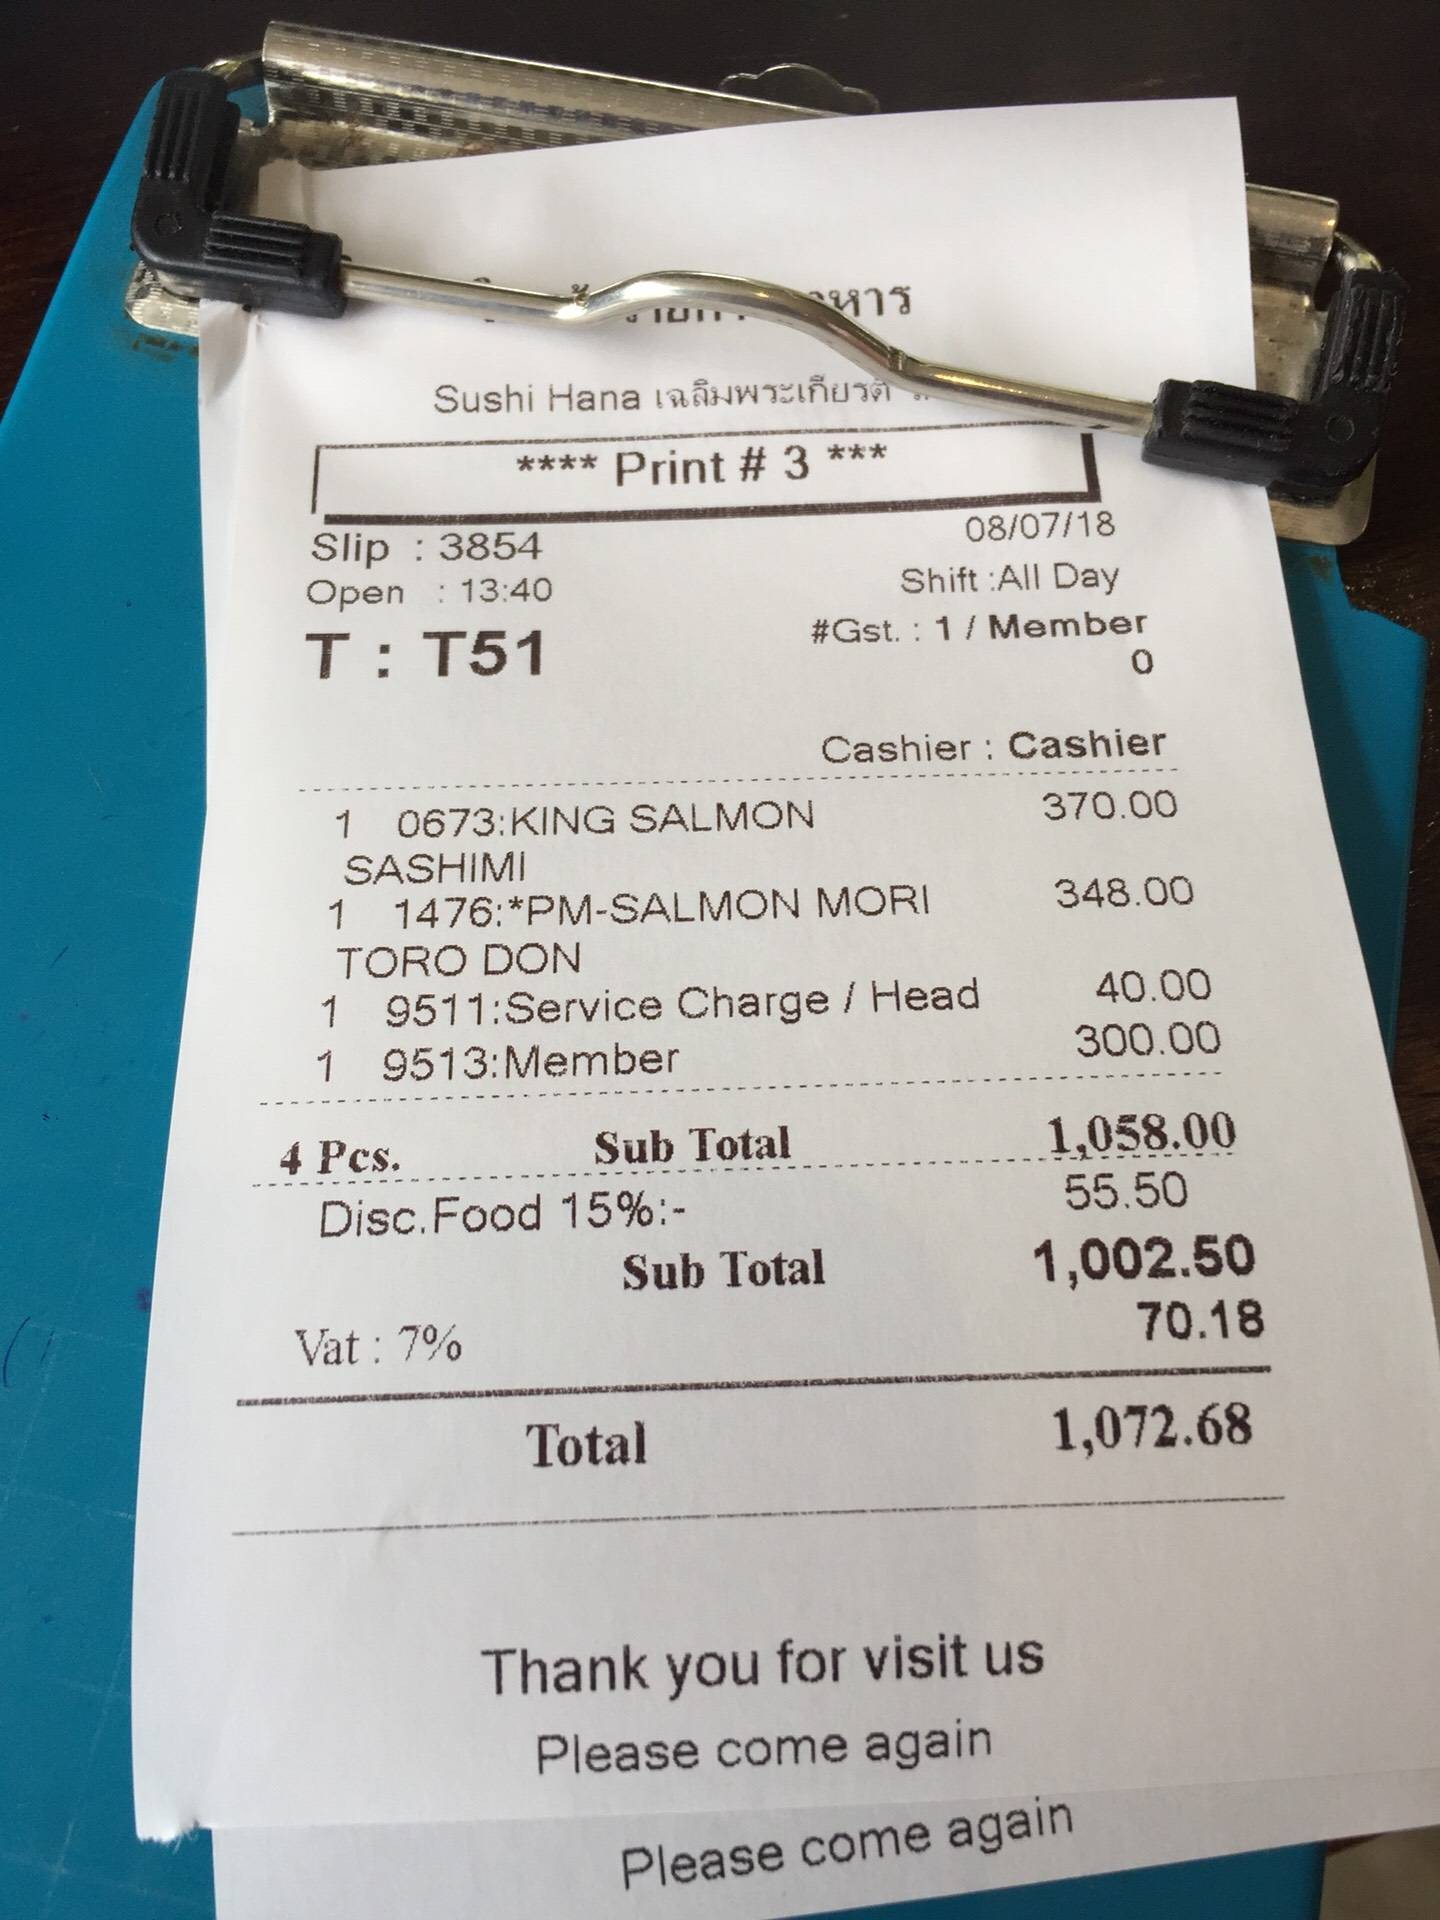 Sushi Hana เฉลิมพระเกียรติ
**** Print # 3 ***
08/07/18
Slip : 3854
Open : 13:40
Shift :All Day
T : T51
#Gst. : 1 / Member
0
Cashier : Cashier
1 0673:KING SALMON 370.00
SASHIMI
1 1476:*PM-SALMON MORI 348.00
TORO DON
1 9511:Service Charge / Head 40.00
1 9513:Member 300.00
4 Pcs. Sub Total 1,058.00
Disc.Food 15%:- 55.50
Sub Total 1,002.50
Vat : 7% 70.18
Total 1,072.68
Thank you for visit us
Please come again
Please come again